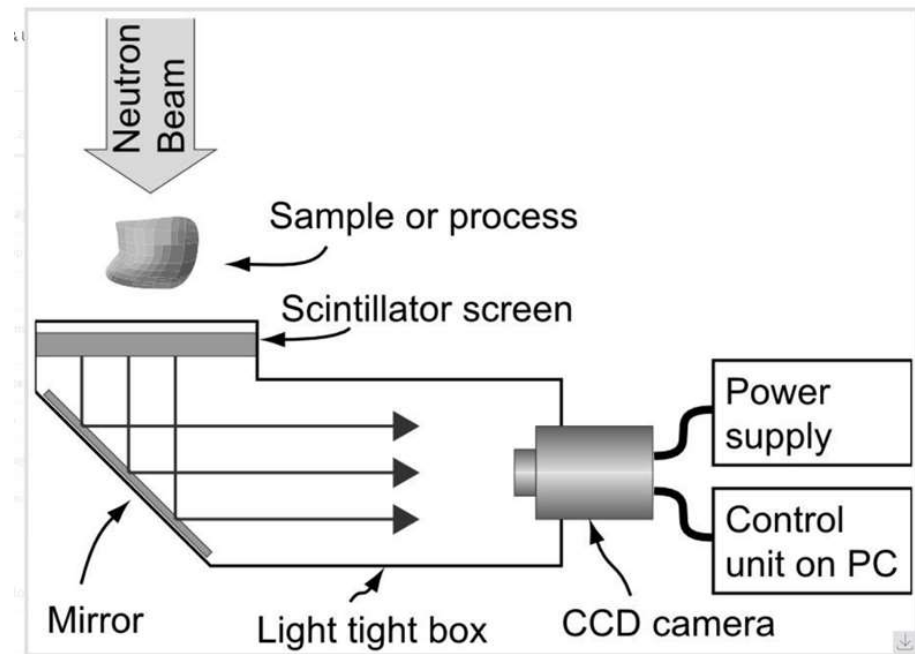 Neutron
Beam
Sample or process
Scintillator screen
Power
supply
Control
unit on PC
Mirror
Light tight box
CCD camera